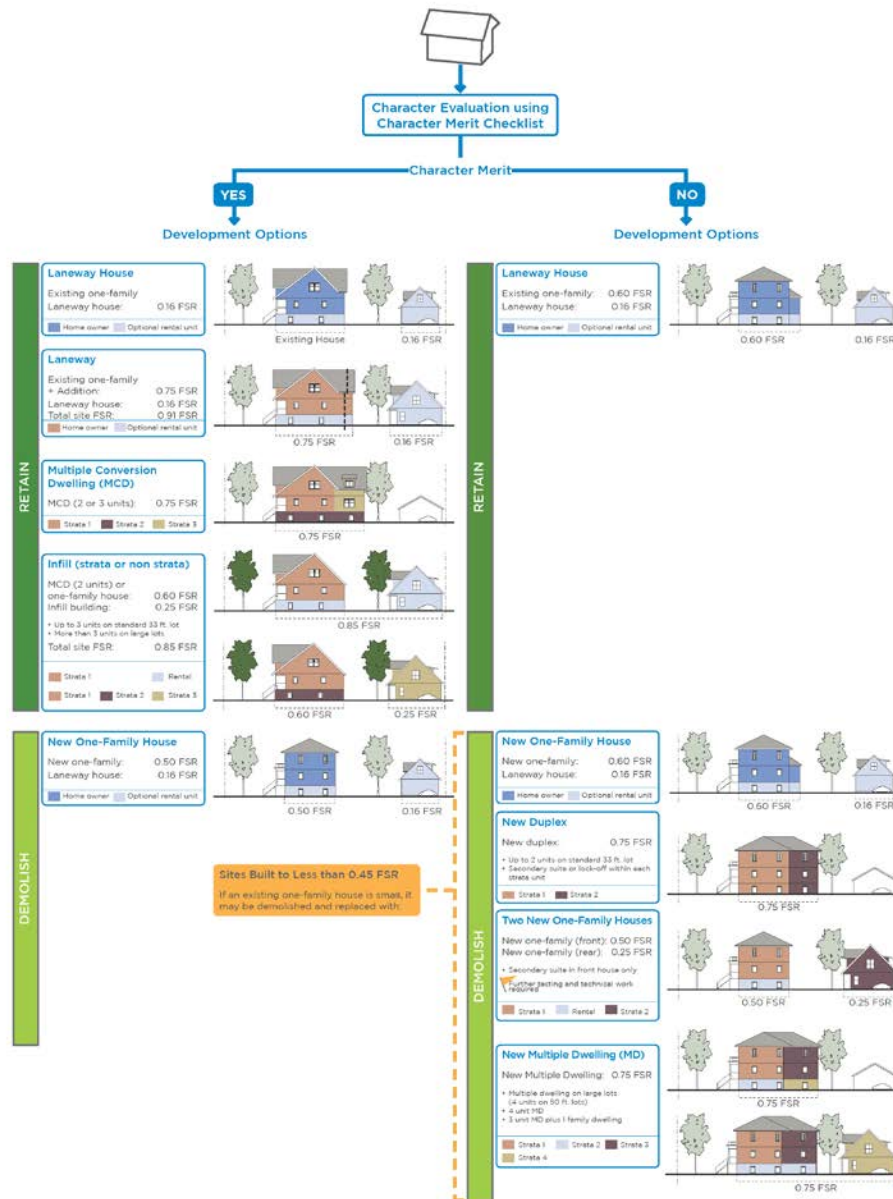 Character Evaluation using
Character Merit Checklist
Character Merit
YES
NO
Development Options
Development Options
RETAIN
Laneway House
Existing one-family
Laneway house: 0.16 FSR
Home owner Optional rental unit
Existing House
0.16 FSR
Laneway
Existing one-family
+ Addition: 0.75 FSR
Laneway house: 0.16 FSR
Total site FSR: 0.91 FSR
Home owner Optional rental unit
0.75 FSR
0.16 FSR
Multiple Conversion
Dwelling (MCD)
MCD (2 or 3 units): 0.75 FSR
Strata 1 Strata 2 Strata 3
0.75 FSR
Infill (strata or non strata)
MCD (2 units) or
one-family house: 0.60 FSR
Infill building: 0.25 FSR
• Up to 3 units on standard 33 ft. lot
• More than 3 units on large lots
Total site FSR: 0.85 FSR
Strata 1 Rental
Strata 1 Strata 2 Strata 3
0.85 FSR
0.60 FSR
0.25 FSR
RETAIN
Laneway House
Existing one-family: 0.60 FSR
Laneway house: 0.16 FSR
Home owner Optional rental unit
0.60 FSR
0.16 FSR
DEMOLISH
New One-Family House
New one-family: 0.50 FSR
Laneway house: 0.16 FSR
Home owner Optional rental unit
0.50 FSR
0.16 FSR
Sites Built to Less than 0.45 FSR
If an existing one-family house is small, it
may be demolished and replaced with:
DEMOLISH
New One-Family House
New one-family: 0.60 FSR
Laneway house: 0.16 FSR
Home owner Optional rental unit
0.60 FSR
0.16 FSR
New Duplex
New duplex: 0.75 FSR
• Up to 2 units on standard 33 ft. lot
• Secondary suite or lock-off within each
strata unit
Strata 1 Strata 2
0.75 FSR
Two New One-Family Houses
New one-family (front): 0.50 FSR
New one-family (rear): 0.25 FSR
• Secondary suite in front house only
Further testing and technical work
required
Strata 1 Rental Strata 2
0.50 FSR
0.25 FSR
New Multiple Dwelling (MD)
New Multiple Dwelling: 0.75 FSR
• Multiple dwelling on large lots
(4 units on 50 ft. lots)
• 4 unit MD
• 3 unit MD plus 1 family dwelling
Strata 1 Strata 2 Strata 3
Strata 4
0.75 FSR
0.75 FSR